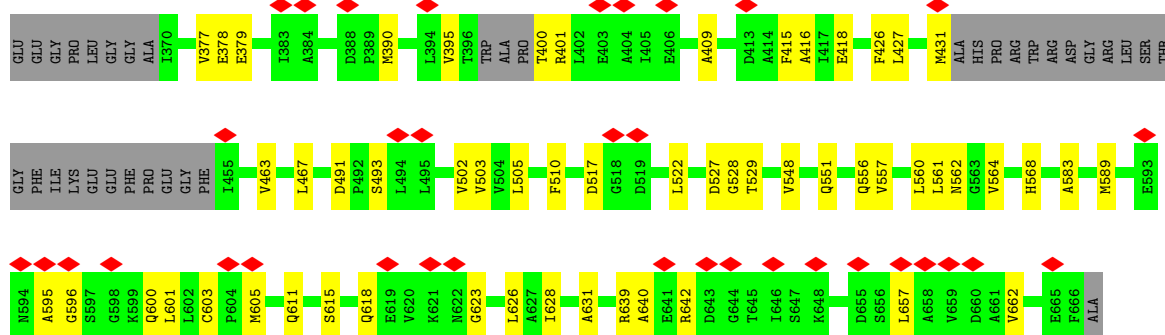 GLU GLU GLY PRO LEU GLY GLY ALA I370 V377 E378 E379 I383 A384 D388 P389 M390 L394 V395 T396 TRP ALA PRO T400 R401 L402 E403 A404 I405 E406 A409 D413 A414 F415 A416 I417 E418 F426 L427 M431 ALA HIS PRO ARG TRP ARG ASP GLY ARG LEU SER THR
GLY PHE ILE LYS GLU GLU PHE PRO GLU GLY PHE I455 V463 L467 D491 P492 S493 L494 L495 V502 V503 V504 L505 F510 D517 G518 D519 L522 D527 G528 T529 V548 Q551 Q556 V557 L560 L561 N562 G563 V564 H568 A583 M589 E593
N594 A595 G596 S597 G598 K599 Q600 L601 L602 C603 P604 M605 Q611 S615 Q618 E619 V620 K621 N622 G623 L626 A627 I628 A631 R639 A640 E641 R642 D643 G644 T645 I646 S647 K648 D655 S656 L657 A658 V659 D660 A661 V662 E665 F666 ALA